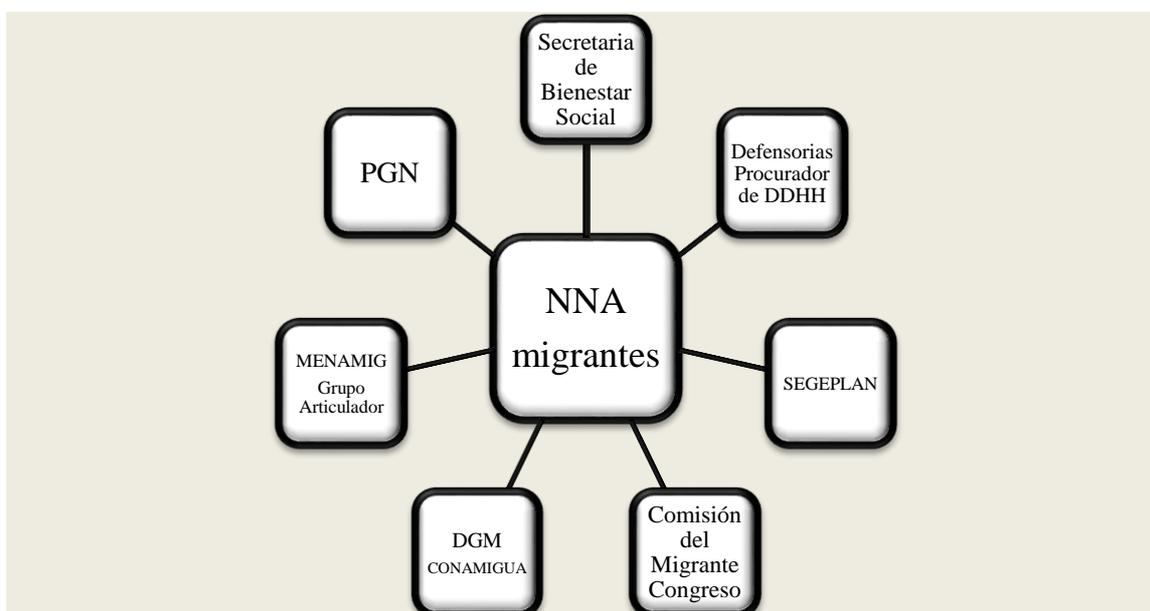 Secretaria
de
Bienestar
Social
PGN
Defensorias
Procurador
de DDHH
NNA
migrantes
MENAMIG
Grupo
Articulador
SEGEPLAN
DGM
CONAMIGUA
Comisión
del
Migrante
Congreso